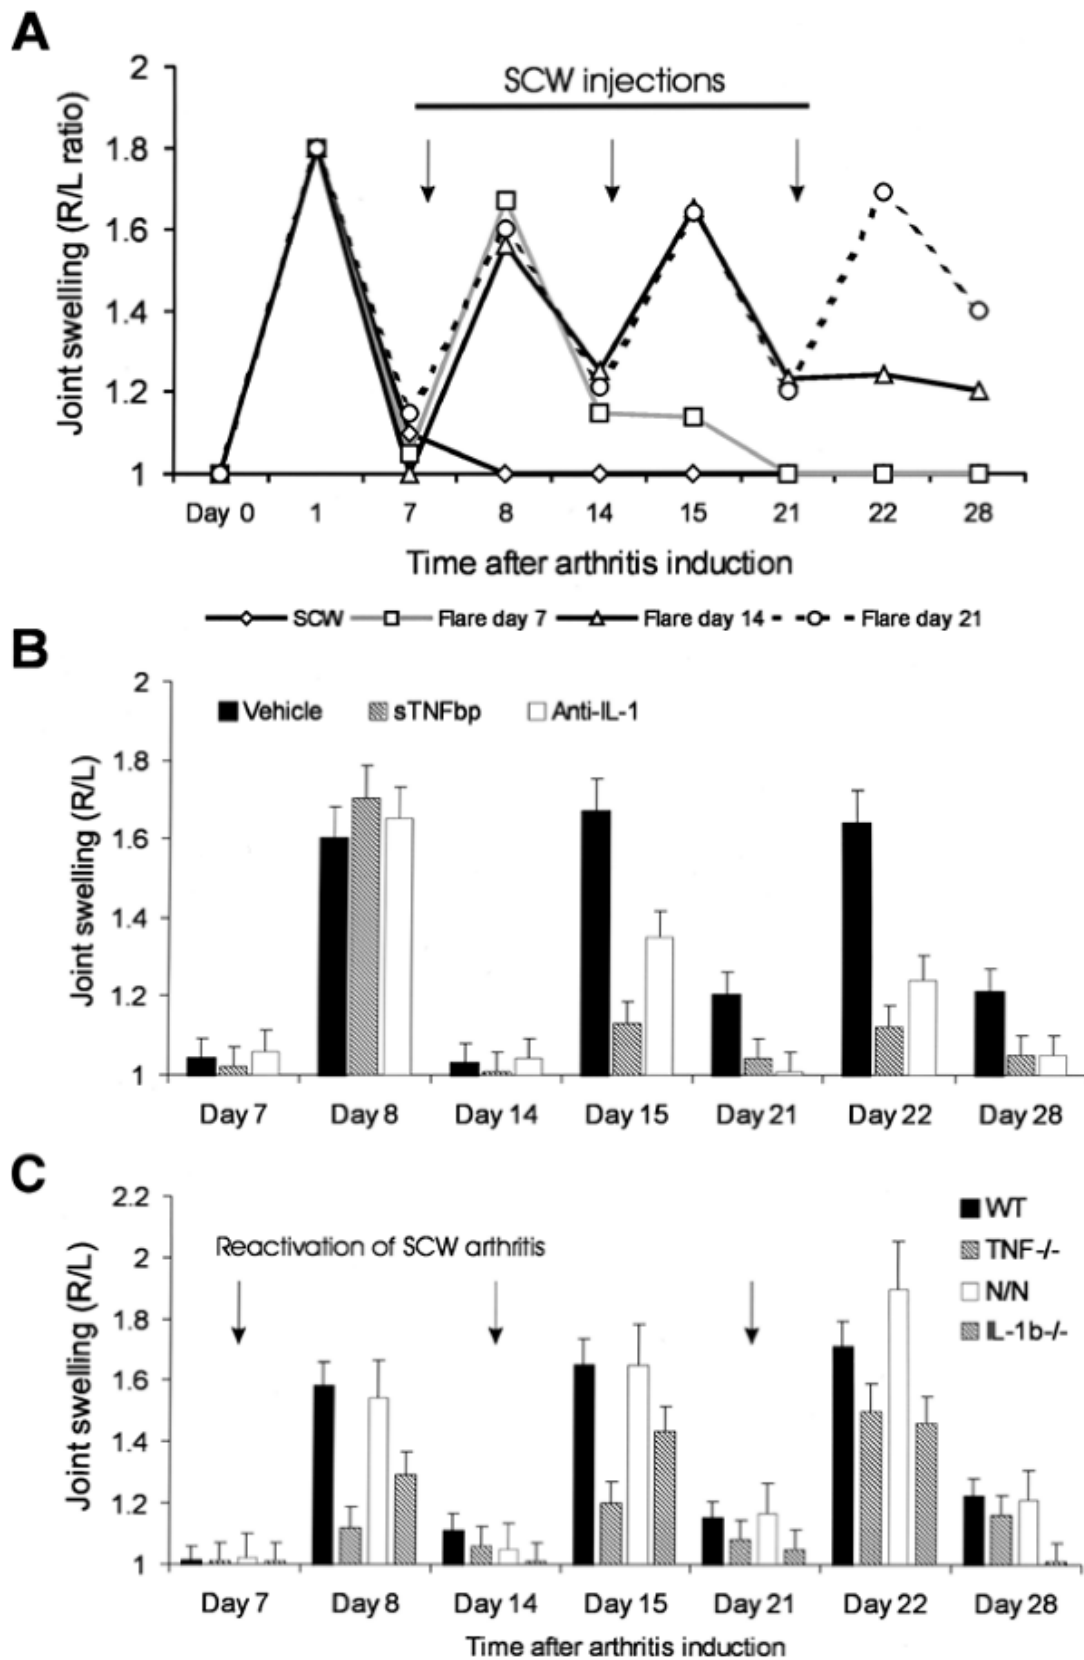 A
2
SCW injections
1.8
1.6
1.4
1.2
1
Joint swelling (R/L ratio)
Day 0 1 7 8 14 15 21 22 28
Time after arthritis induction
SCW Flare day 7 Flare day 14 Flare day 21
B
2
Vehicle sTNFbp Anti-IL-1
1.8
1.6
1.4
1.2
1
Joint swelling (R/L)
Day 7 Day 8 Day 14 Day 15 Day 21 Day 22 Day 28
C
2.2
WT
Reactivation of SCW arthritis
TNF-/-
2
N/N
1.8
IL-1b-/-
1.6
1.4
1.2
1
Joint swelling (R/L)
Day 7 Day 8 Day 14 Day 15 Day 21 Day 22 Day 28
Time after arthritis induction